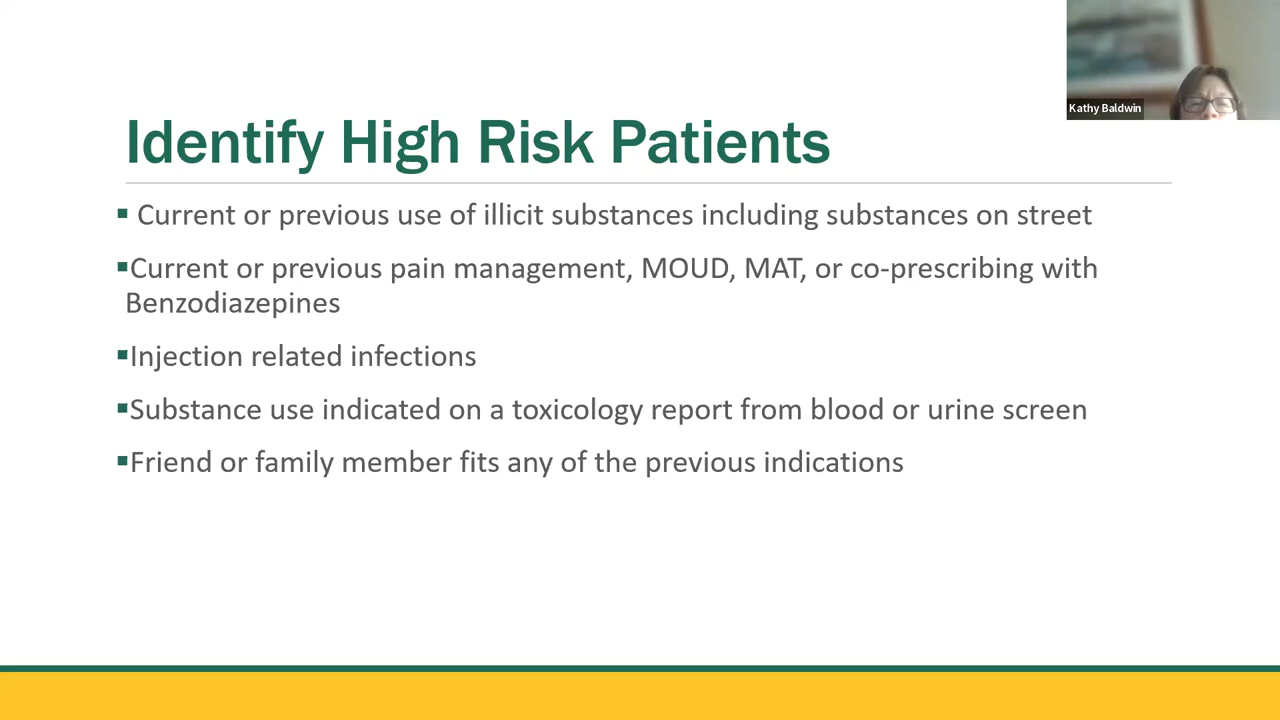 Kathy Baldwin
Identify High Risk Patients
▪ Current or previous use of illicit substances including substances on street
▪Current or previous pain management, MOUD, MAT, or co-prescribing with
Benzodiazepines
▪Injection related infections
▪Substance use indicated on a toxicology report from blood or urine screen
▪Friend or family member fits any of the previous indications